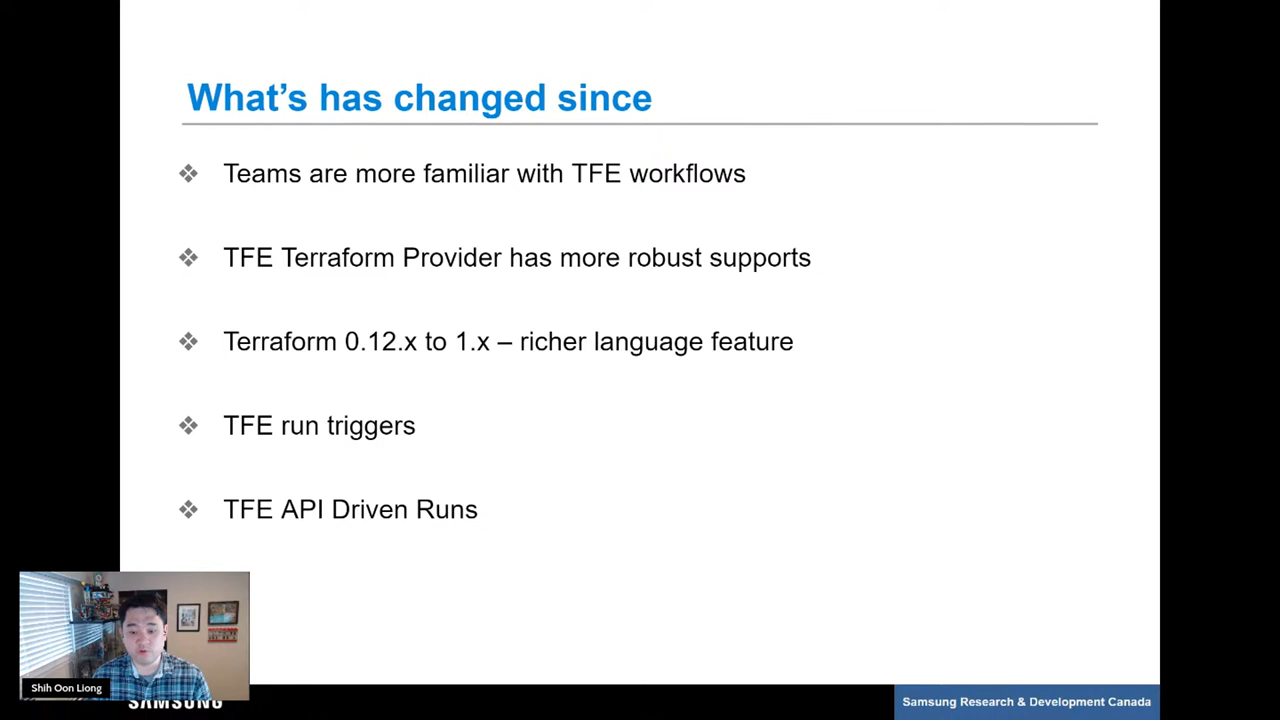 What's has changed since
Teams are more familiar with TFE workflows
TFE Terraform Provider has more robust supports
Terraform 0.12.x to 1.x – richer language feature
TFE run triggers
TFE API Driven Runs
Shih Oon Liong
SAMSUNG
Samsung Research & Development Canada